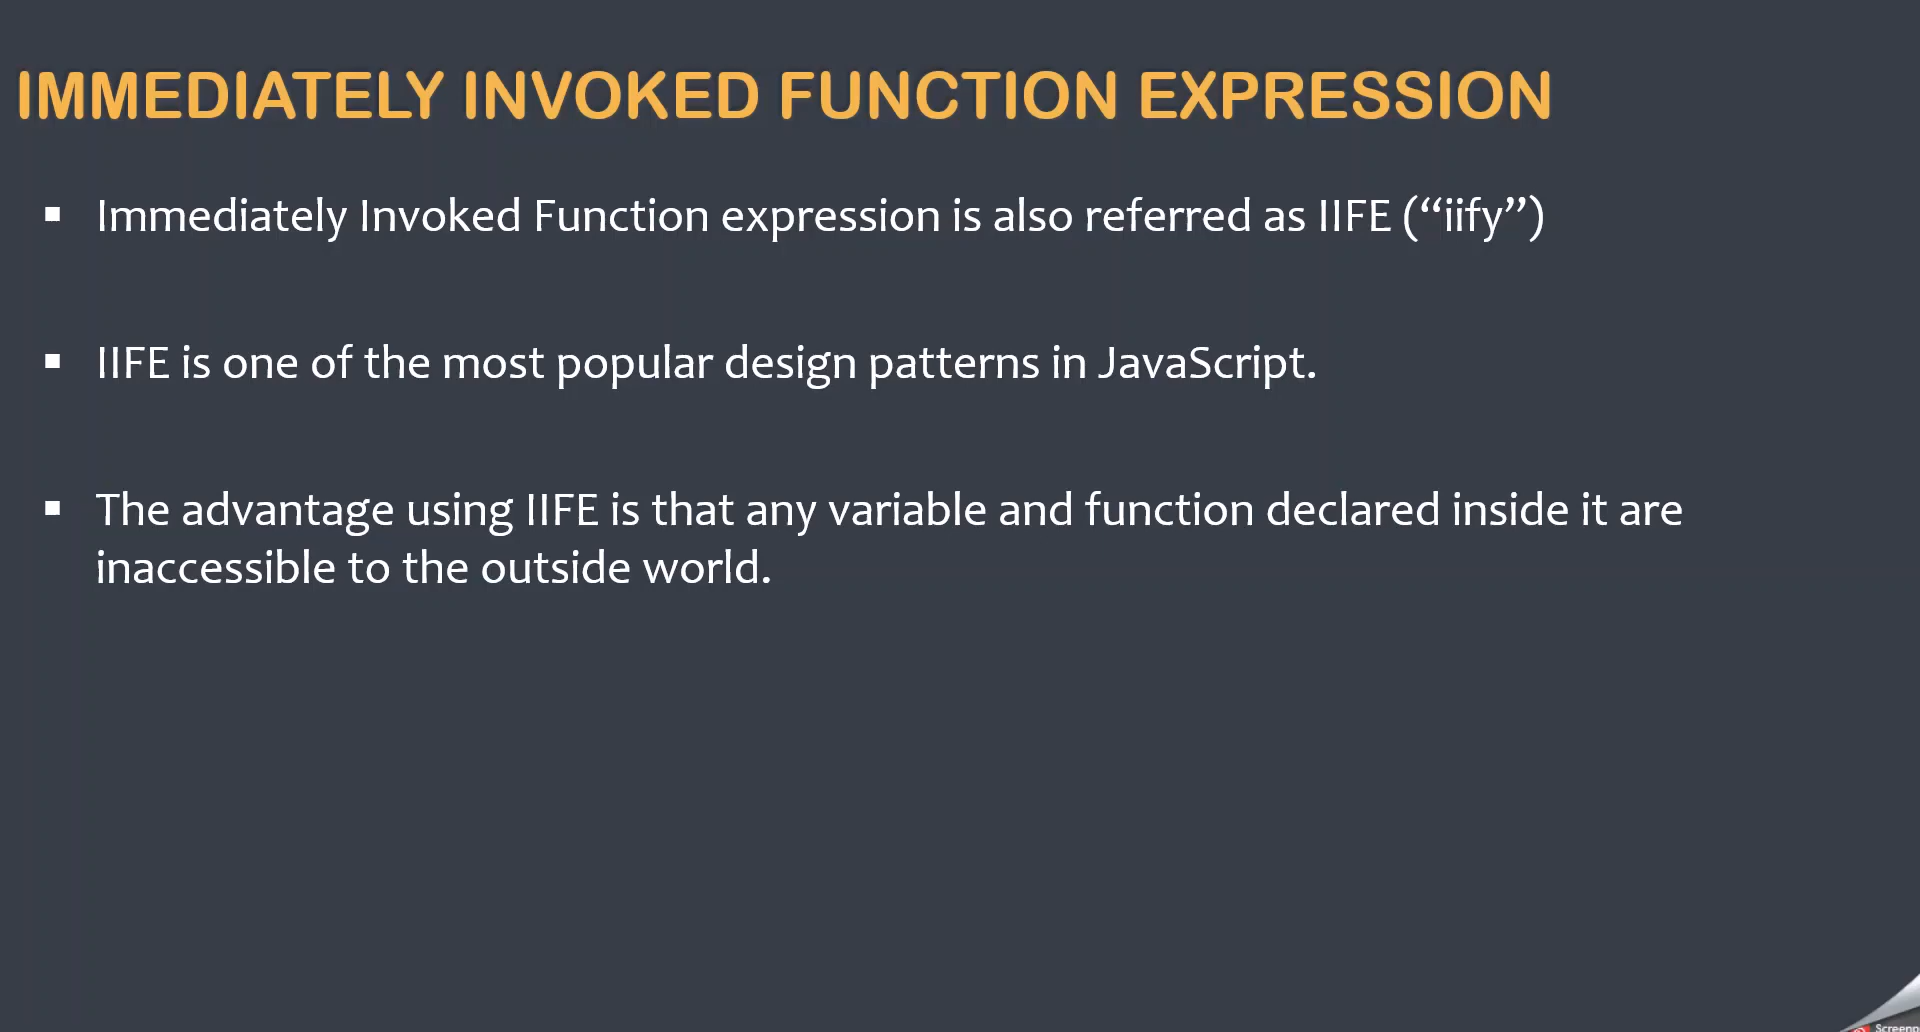 IMMEDIATELY INVOKED FUNCTION EXPRESSION
▪ Immediately Invoked Function expression is also referred as IIFE (“iify”)
▪ IIFE is one of the most popular design patterns in JavaScript.
▪ The advantage using IIFE is that any variable and function declared inside it are
inaccessible to the outside world.